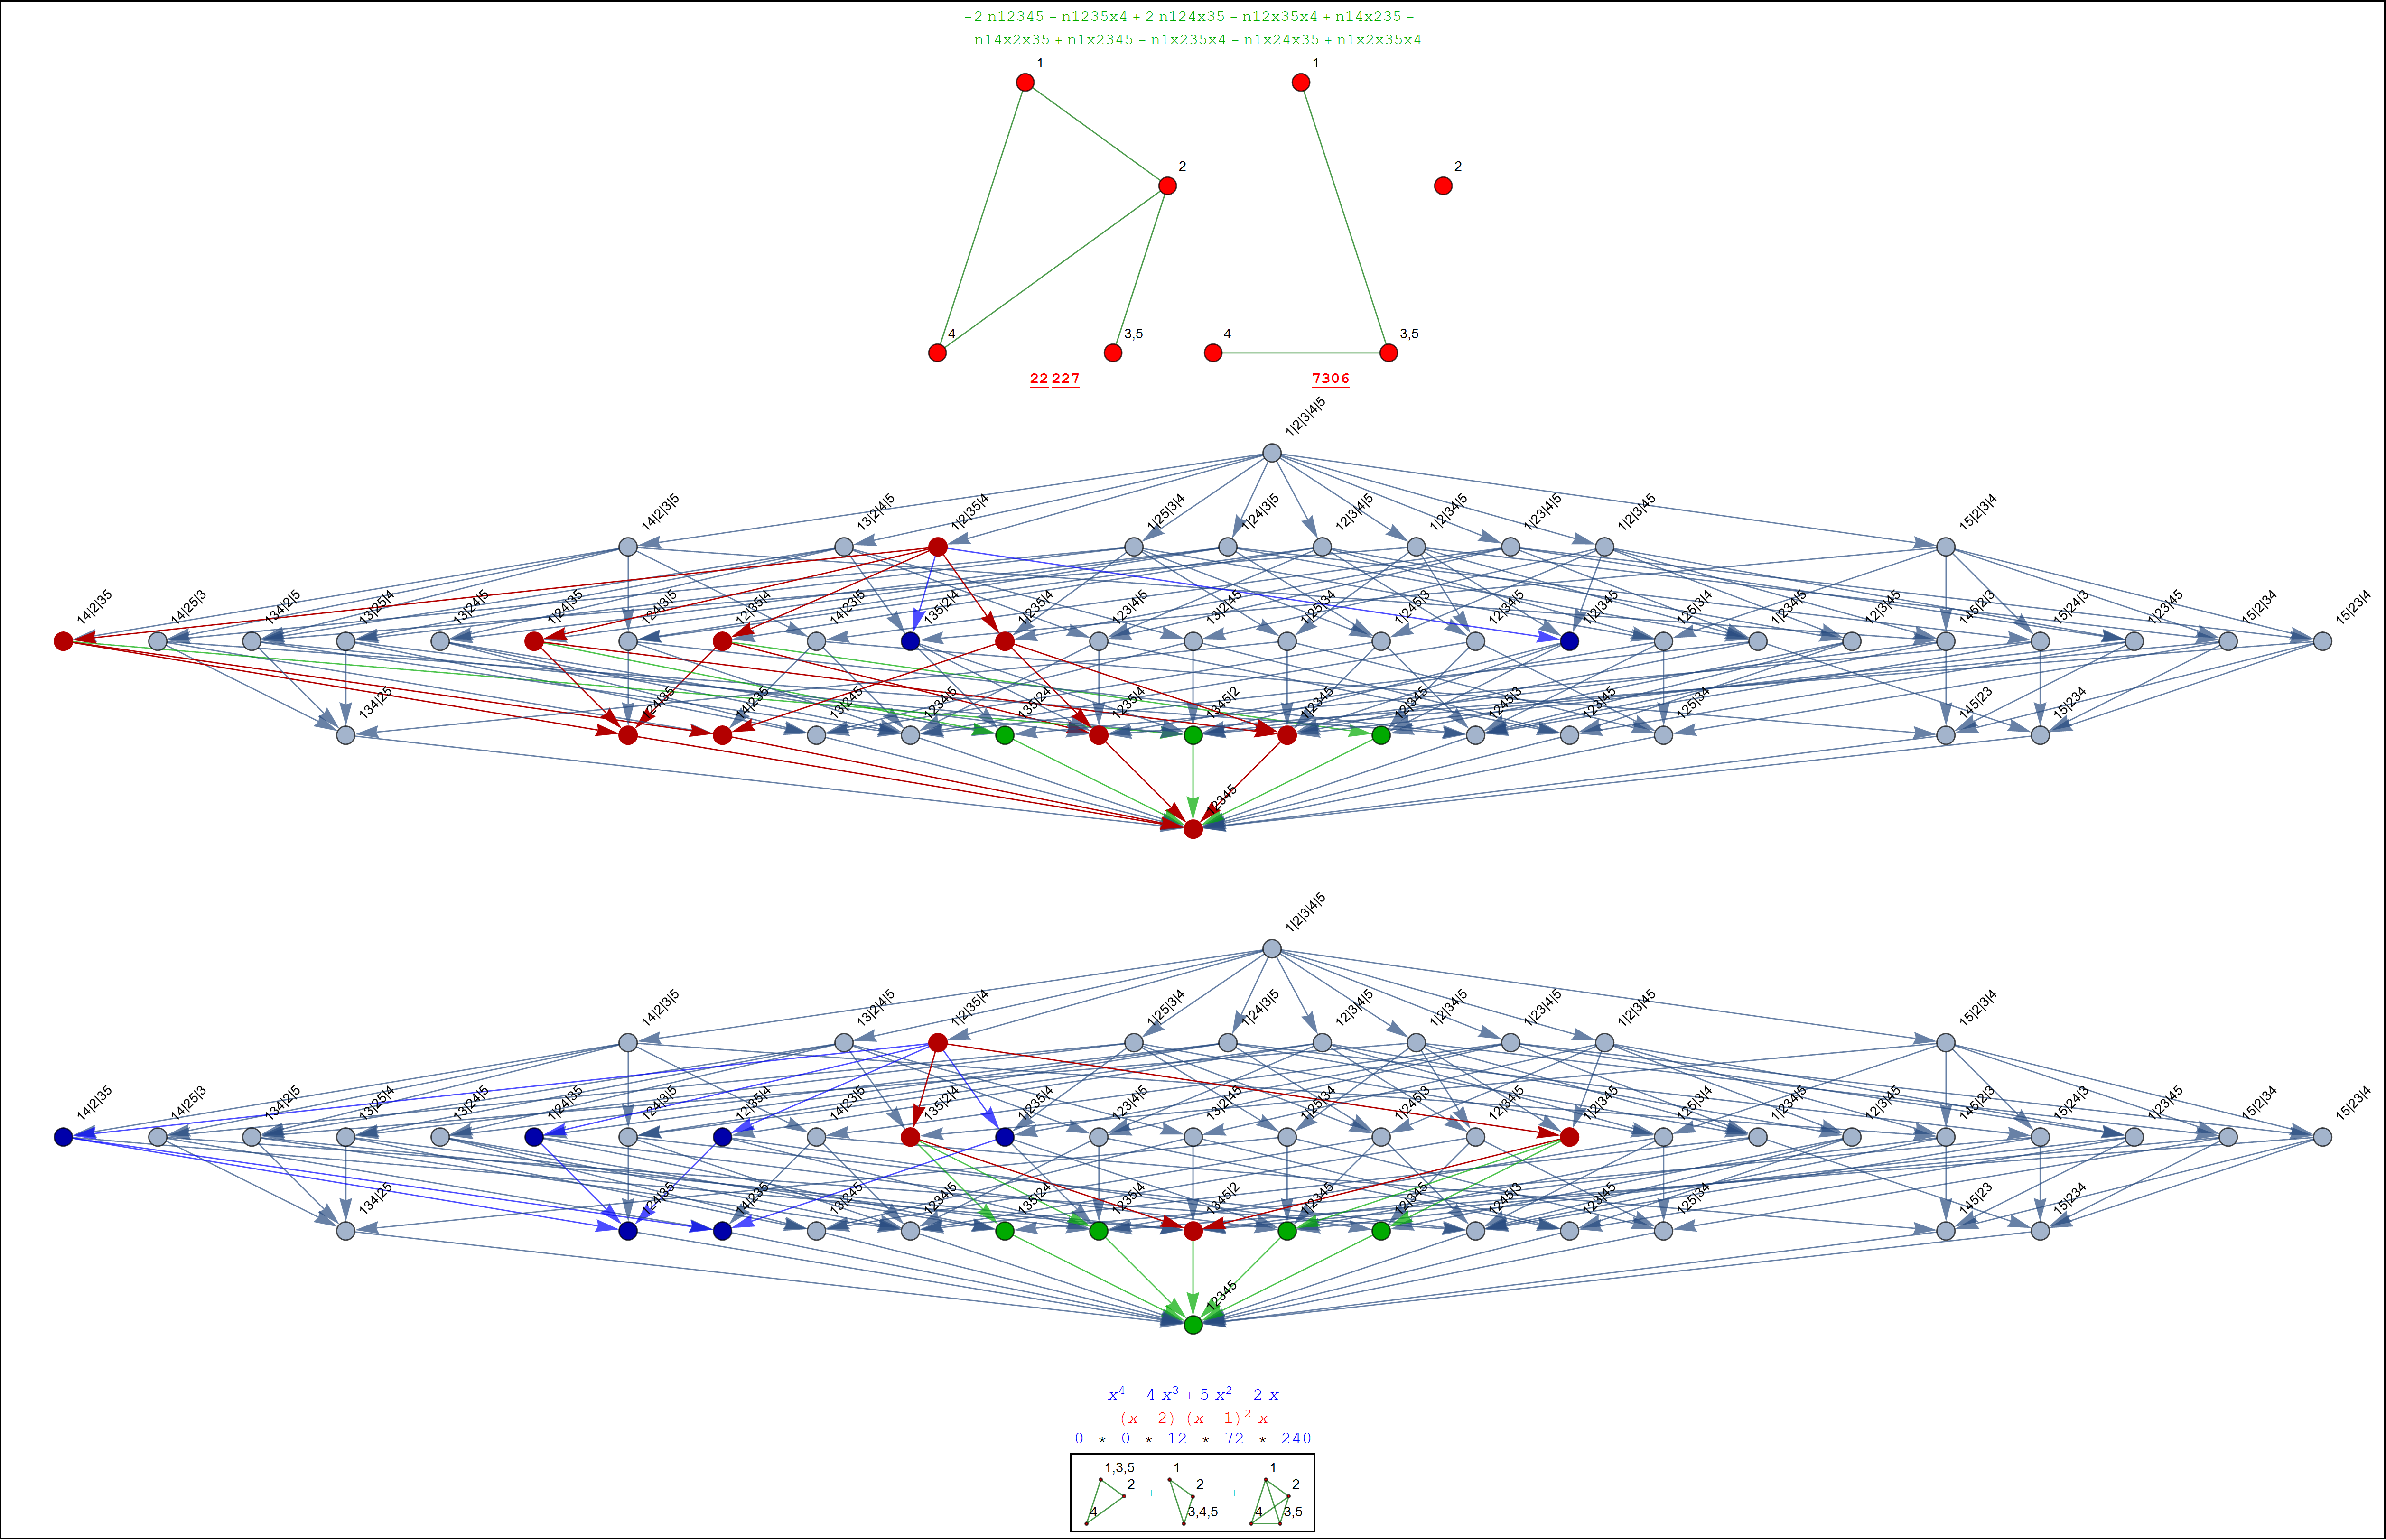 −2 n12345 + n1235x4 + 2 n124x35 − n12x35x4 + n14x235 −
n14x2x35 + n1x2345 − n1x235x4 − n1x24x35 + n1x2x35x4
1 1
2 2
4 3,5 4 3,5
22 227 7306
1|2|3|4|5
14|2|3|5 13|2|4|5 1|2|35|4 1|25|3|4 1|24|3|5 12|3|4|5 1|2|34|5 1|23|4|5 1|2|3|45 15|2|3|4
14|2|35 14|25|3 134|2|5 13|25|4 13|24|5 1|24|35 124|3|5 12|35|4 14|23|5 135|2|4 1|235|4 123|4|5 13|2|45 1|25|34 1|245|3 12|34|5 1|2|345 125|3|4 1|234|5 12|3|45 145|2|3 15|24|3 1|23|45 15|2|34 15|23|4
134|25 124|35 14|235 13|245 1234|5 135|24 1235|4 1345|2 1|2345 12|345 1245|3 123|45 125|34 145|23 15|234
12345
1|2|3|4|5
14|2|3|5 13|2|4|5 1|2|35|4 1|25|3|4 1|24|3|5 12|3|4|5 1|2|34|5 1|23|4|5 1|2|3|45 15|2|3|4
14|2|35 14|25|3 134|2|5 13|25|4 13|24|5 1|24|35 124|3|5 12|35|4 14|23|5 135|2|4 1|235|4 123|4|5 13|2|45 1|25|34 1|245|3 12|34|5 1|2|345 125|3|4 1|234|5 12|3|45 145|2|3 15|24|3 1|23|45 15|2|34 15|23|4
134|25 124|35 14|235 13|245 1234|5 135|24 1235|4 1345|2 1|2345 12|345 1245|3 123|45 125|34 145|23 15|234
12345
x⁴ − 4 x³ + 5 x² − 2 x
(x − 2) (x − 1)² x
0 * 0 * 12 * 72 * 240
1,3,5 1 1
2 + 2 + 2
4 3,4,5 4 3,5